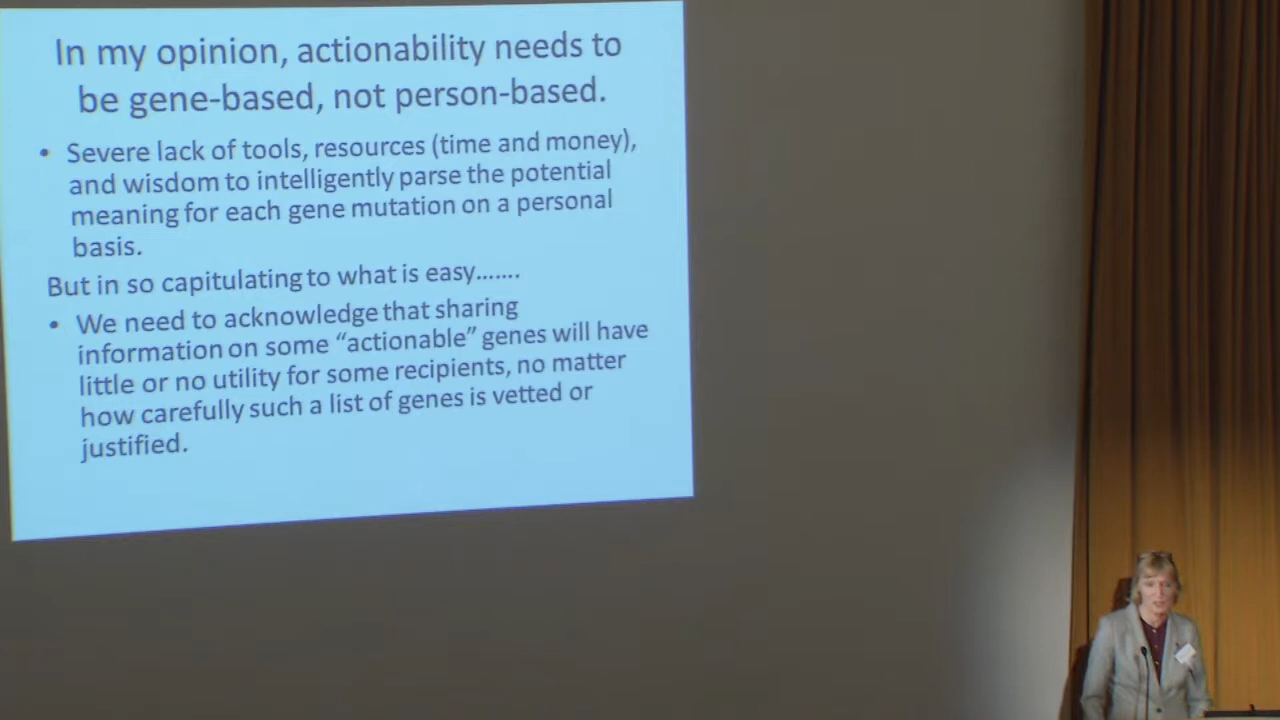 In my opinion, actionability needs to
be gene-based, not person-based.
• Severe lack of tools, resources (time and money),
and wisdom to intelligently parse the potential
meaning for each gene mutation on a personal
basis.
But in so capitulating to what is easy…….
• We need to acknowledge that sharing
information on some “actionable” genes will have
little or no utility for some recipients, no matter
how carefully such a list of genes is vetted or
justified.